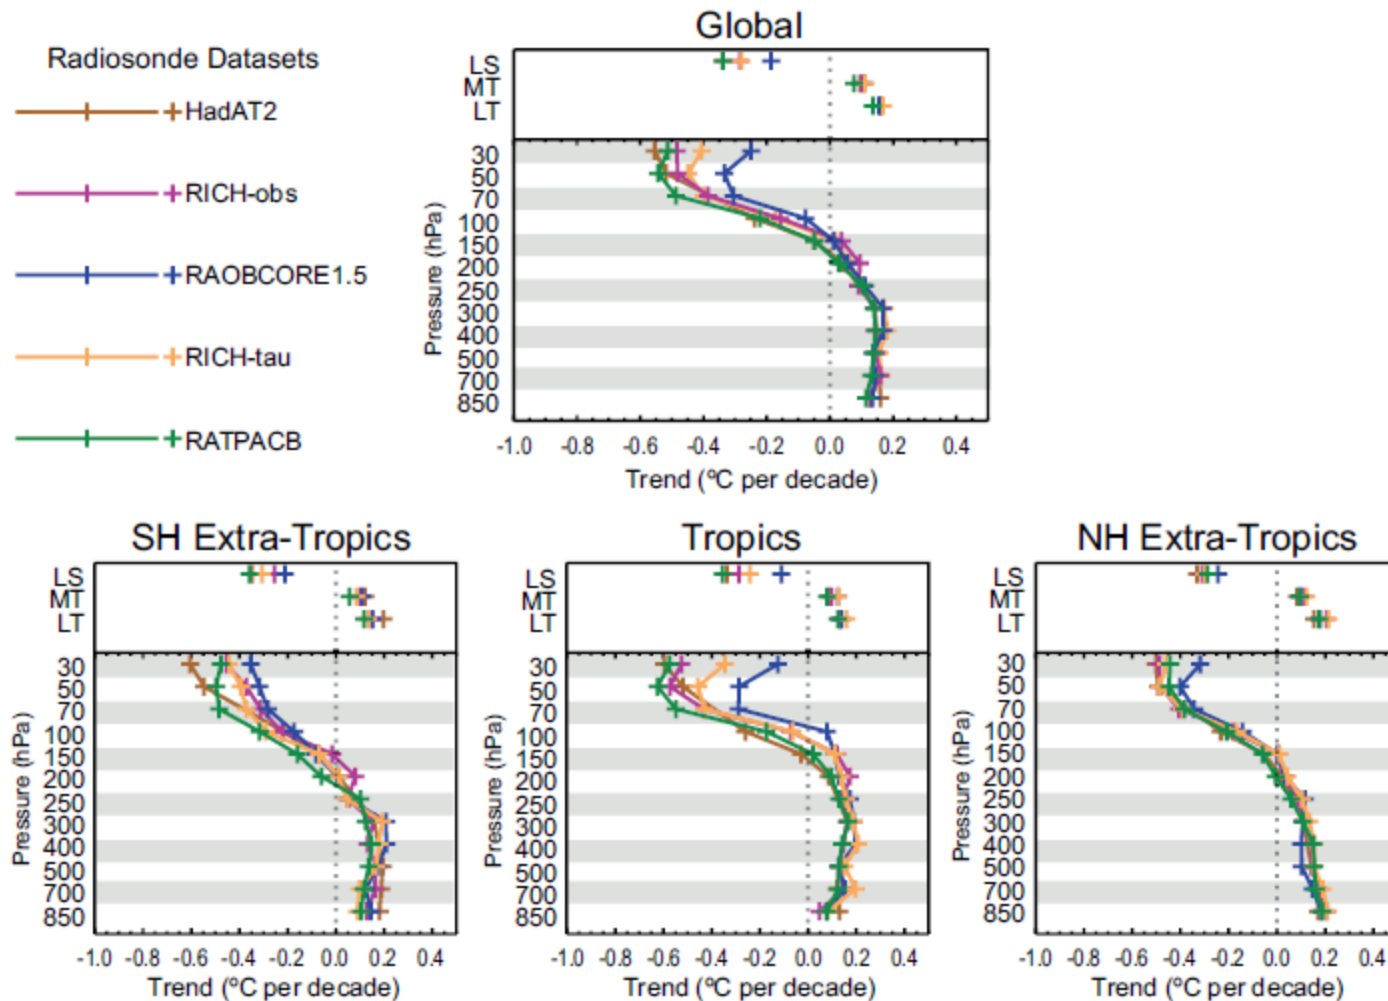 Global
Radiosonde Datasets
HadAT2
RICH-obs
RAOBCORE1.5
RICH-tau
RATPACB
LS
MT
LT
Pressure (hPa)
30
50
70
100
150
200
250
300
400
500
700
850
-1.0 -0.8 -0.6 -0.4 -0.2 0.0 0.2 0.4
Trend (ºC per decade)
SH Extra-Tropics
LS
MT
LT
Pressure (hPa)
30
50
70
100
150
200
250
300
400
500
700
850
-1.0 -0.8 -0.6 -0.4 -0.2 0.0 0.2 0.4
Trend (ºC per decade)
Tropics
LS
MT
LT
Pressure (hPa)
30
50
70
100
150
200
250
300
400
500
700
850
-1.0 -0.8 -0.6 -0.4 -0.2 0.0 0.2 0.4
Trend (ºC per decade)
NH Extra-Tropics
LS
MT
LT
Pressure (hPa)
30
50
70
100
150
200
250
300
400
500
700
850
-1.0 -0.8 -0.6 -0.4 -0.2 0.0 0.2 0.4
Trend (ºC per decade)